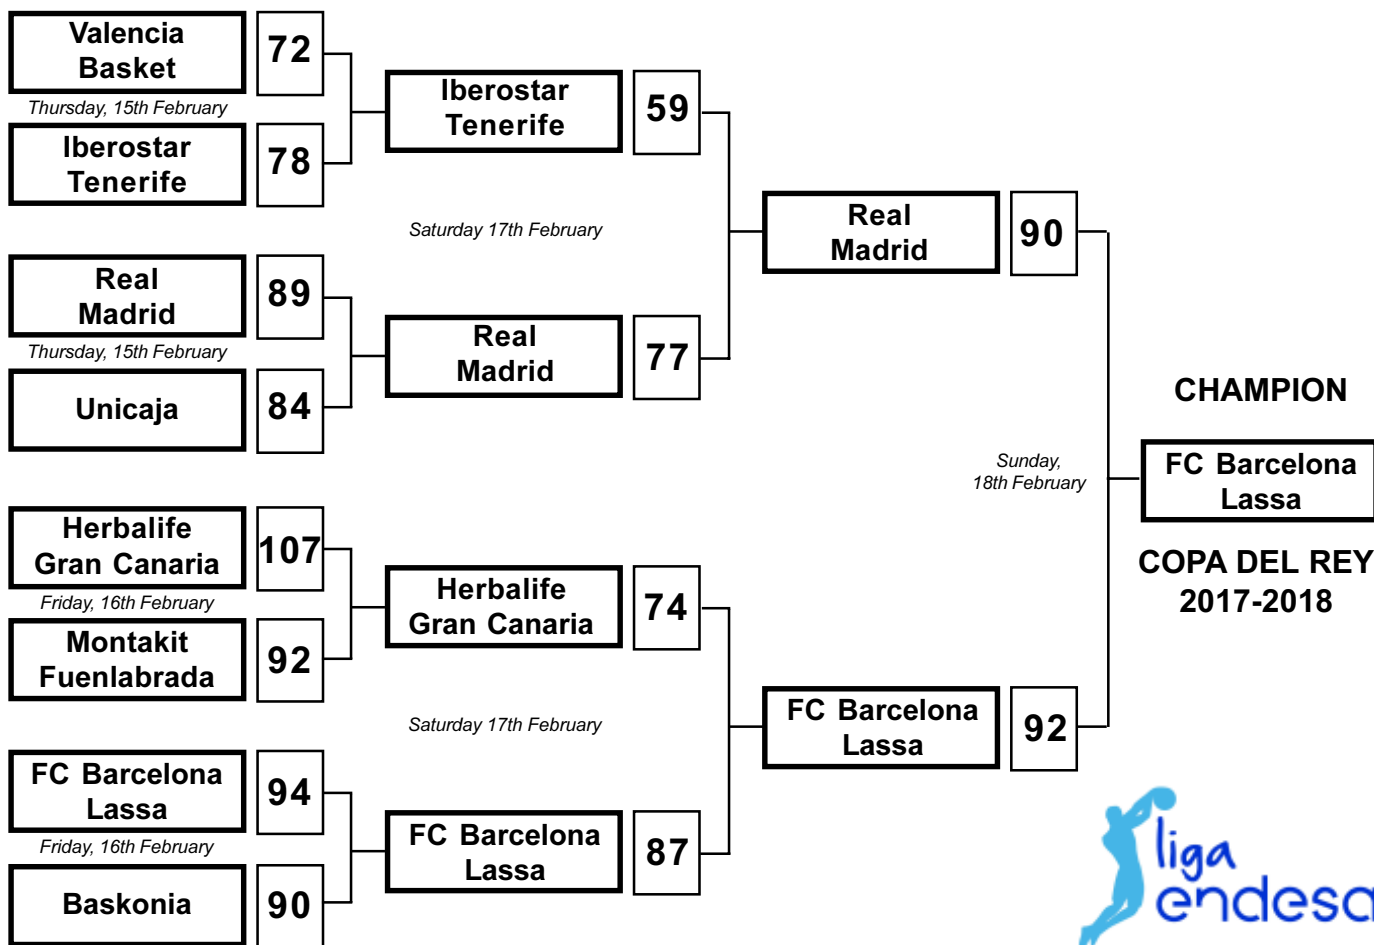 Valencia
Basket
72
Thursday, 15th February
Iberostar
Tenerife
78
Real
Madrid
89
Thursday, 15th February
Unicaja
84
Herbalife
Gran Canaria
107
Friday, 16th February
Montakit
Fuenlabrada
92
FC Barcelona
Lassa
94
Friday, 16th February
Baskonia
90
Iberostar
Tenerife
59
Saturday 17th February
Real
Madrid
77
Herbalife
Gran Canaria
74
Saturday 17th February
FC Barcelona
Lassa
87
Real
Madrid
90
Sunday,
18th February
FC Barcelona
Lassa
92
CHAMPION
FC Barcelona
Lassa
COPA DEL REY
2017-2018
liga
endesa